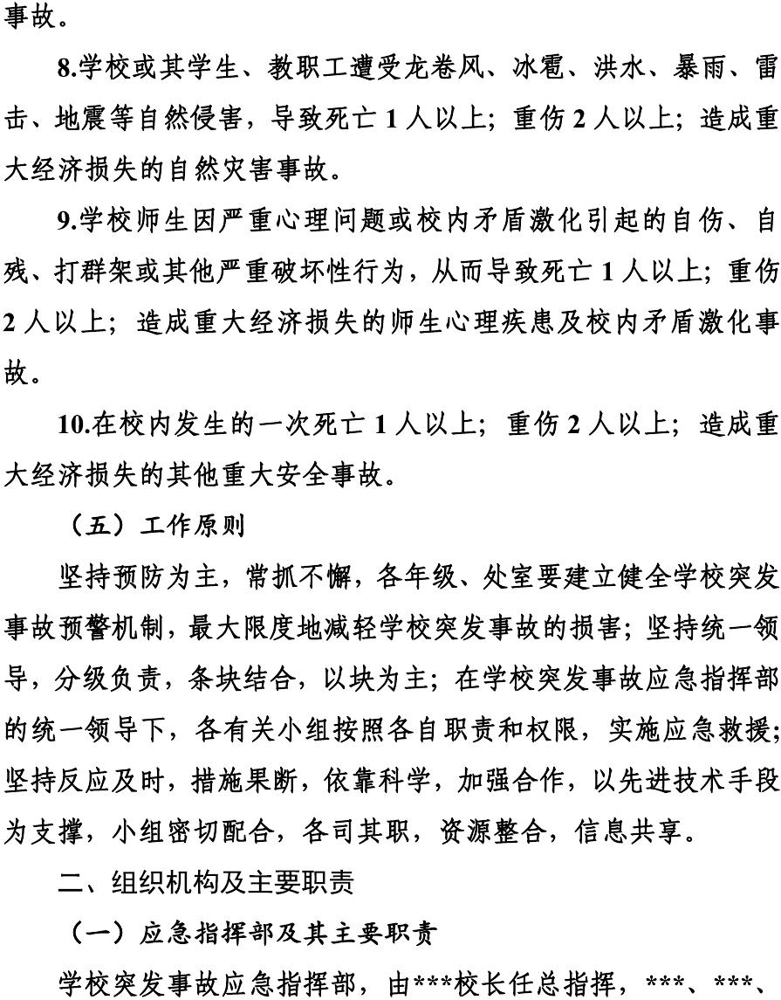 事故。
8.学校或其学生、教职工遭受龙卷风、冰雹、洪水、暴雨、雷
击、地震等自然侵害，导致死亡 1 人以上；重伤 2 人以上；造成重
大经济损失的自然灾害事故。
9.学校师生因严重心理问题或校内矛盾激化引起的自伤、自
残、打群架或其他严重破坏性行为，从而导致死亡 1 人以上；重伤
2 人以上；造成重大经济损失的师生心理疾患及校内矛盾激化事
故。
10.在校内发生的一次死亡 1 人以上；重伤 2 人以上；造成重
大经济损失的其他重大安全事故。
（五）工作原则
坚持预防为主，常抓不懈，各年级、处室要建立健全学校突发
事故预警机制，最大限度地减轻学校突发事故的损害；坚持统一领
导，分级负责，条块结合，以块为主；在学校突发事故应急指挥部
的统一领导下，各有关小组按照各自职责和权限，实施应急救援；
坚持反应及时，措施果断，依靠科学，加强合作，以先进技术手段
为支撑，小组密切配合，各司其职，资源整合，信息共享。
二、组织机构及主要职责
（一）应急指挥部及其主要职责
学校突发事故应急指挥部，由***校长任总指挥，***、***、